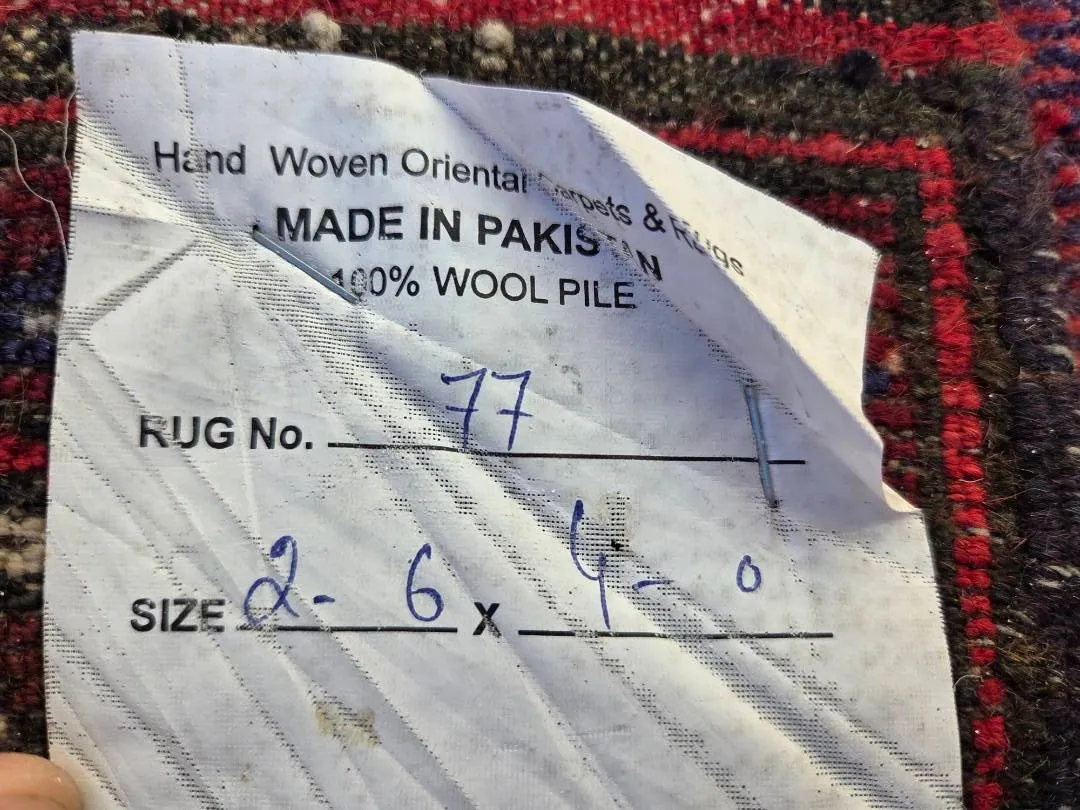 Hand Woven Oriental Carpets & Rugs
MADE IN PAKISTAN
100% WOOL PILE
RUG No. 77
SIZE 2-6 X 4-0